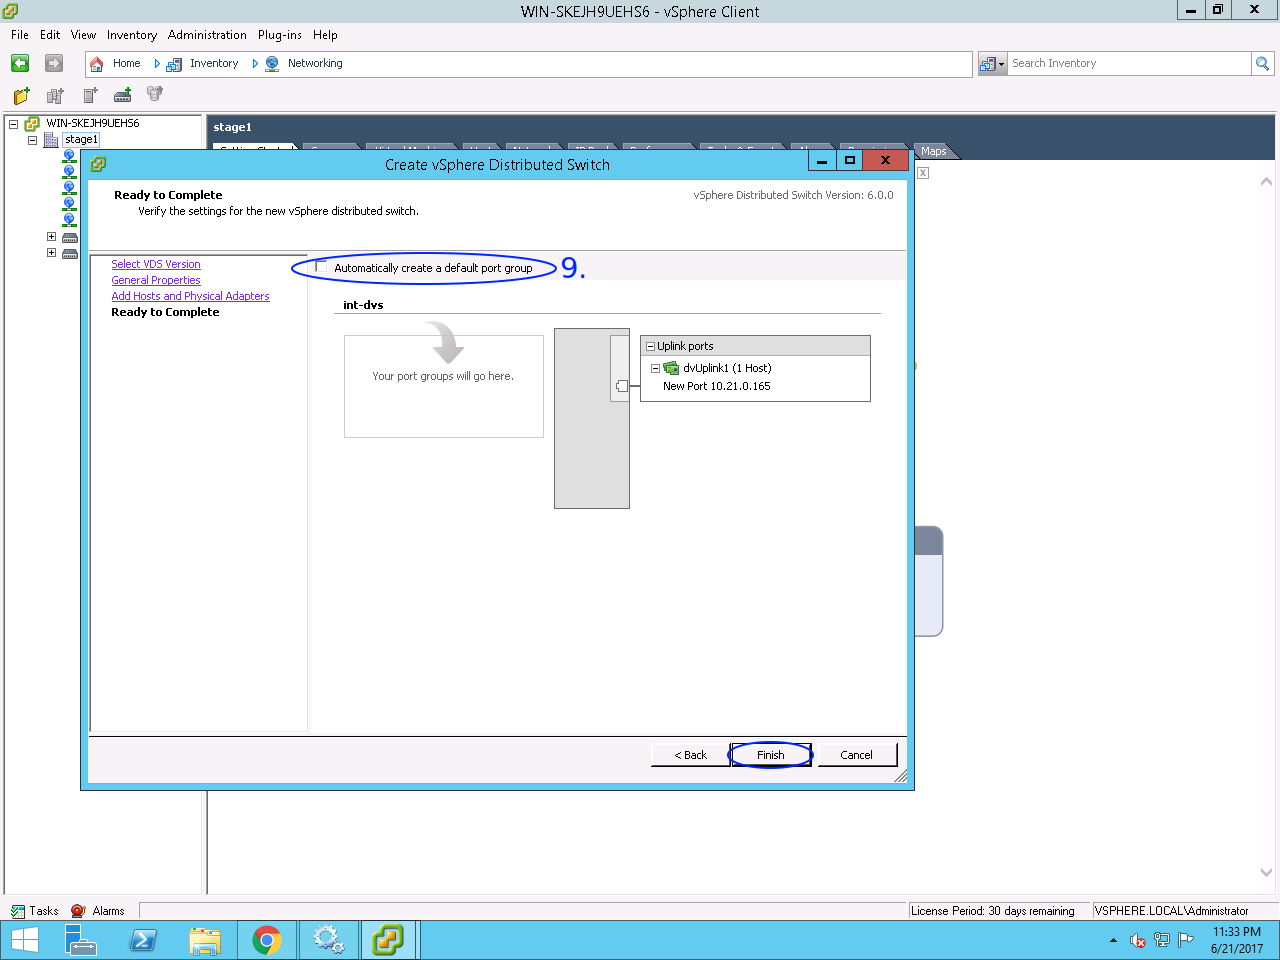 WIN-SKEJH9UEHS6 - vSphere Client
File Edit View Inventory Administration Plug-ins Help
Home Inventory Networking
Search Inventory
WIN-SKEJH9UEHS6
stage1
stage1
Maps
Create vSphere Distributed Switch
Ready to Complete
Verify the settings for the new vSphere distributed switch.
vSphere Distributed Switch Version: 6.0.0
Select VDS Version
General Properties
Add Hosts and Physical Adapters
Ready to Complete
Automatically create a default port group
9.
int-dvs
Your port groups will go here.
Uplink ports
dvUplink1 (1 Host)
New Port 10.21.0.165
< Back
Finish
Cancel
Tasks
Alarms
License Period: 30 days remaining
VSPHERE.LOCAL\Administrator
11:33 PM
6/21/2017